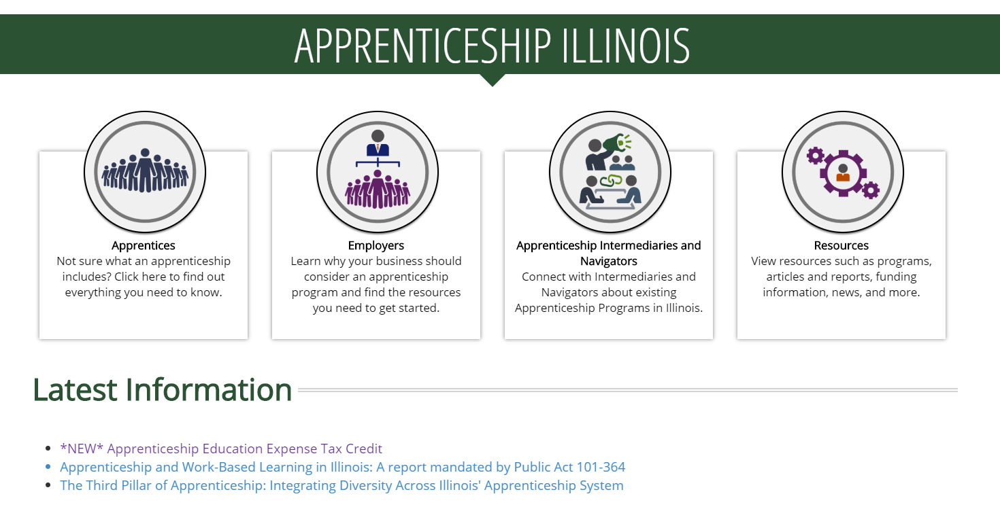 APPRENTICESHIP ILLINOIS
Apprentices
Not sure what an apprenticeship
includes? Click here to find out
everything you need to know.
Employers
Learn why your business should
consider an apprenticeship
program and find the resources
you need to get started.
Apprenticeship Intermediaries and
Navigators
Connect with Intermediaries and
Navigators about existing
Apprenticeship Programs in Illinois.
Resources
View resources such as programs,
articles and reports, funding
information, news, and more.
Latest Information
*NEW* Apprenticeship Education Expense Tax Credit
Apprenticeship and Work-Based Learning in Illinois: A report mandated by Public Act 101-364
The Third Pillar of Apprenticeship: Integrating Diversity Across Illinois' Apprenticeship System